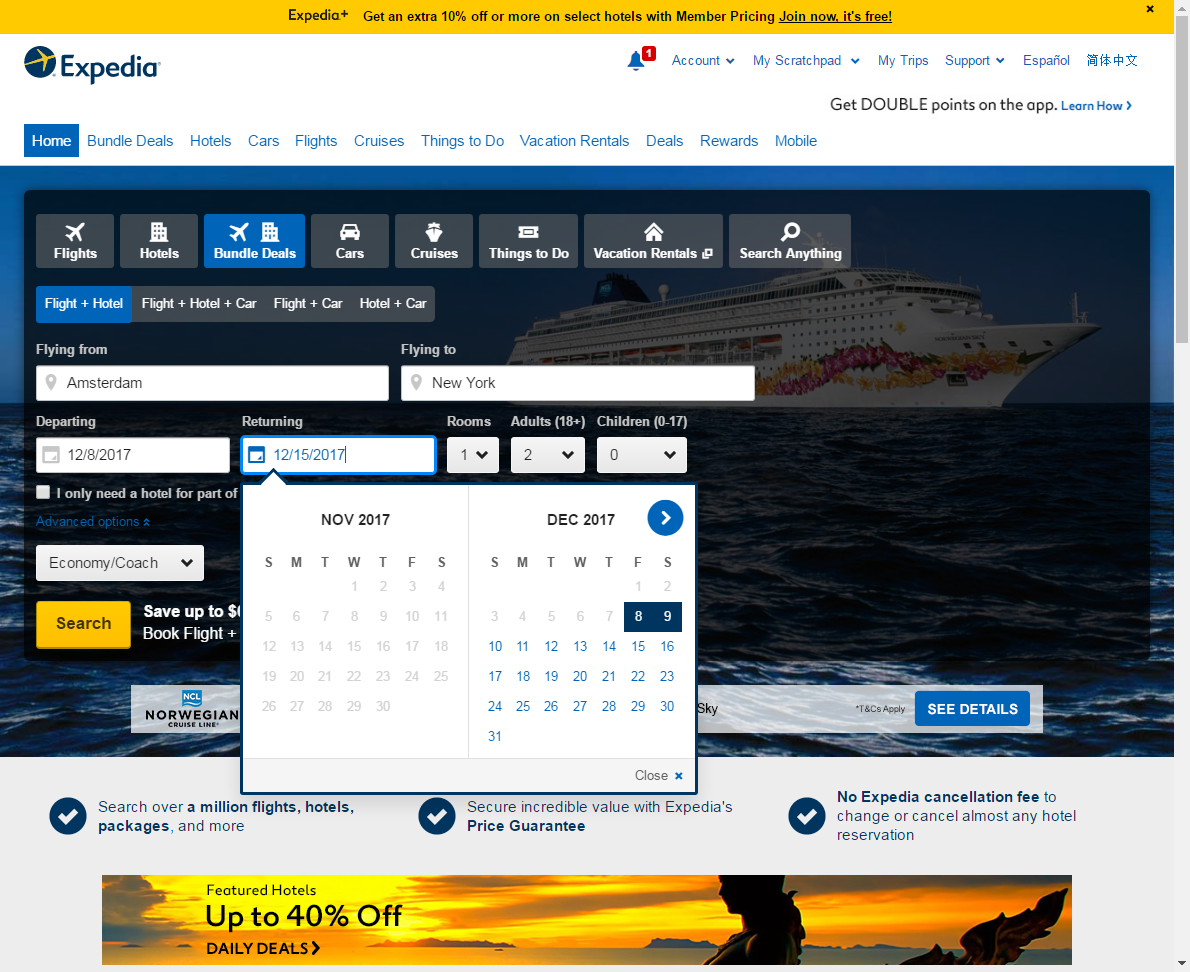 Expedia+ Get an extra 10% off or more on select hotels with Member Pricing Join now, it's free!
Expedia
1 Account My Scratchpad My Trips Support Español 简体中文
Get DOUBLE points on the app. Learn How
Home Bundle Deals Hotels Cars Flights Cruises Things to Do Vacation Rentals Deals Rewards Mobile
Flights Hotels Bundle Deals Cars Cruises Things to Do Vacation Rentals Search Anything
Flight + Hotel Flight + Hotel + Car Flight + Car Hotel + Car
Flying from Flying to
Amsterdam New York
Departing Returning Rooms Adults (18+) Children (0-17)
12/8/2017 12/15/2017 1 2 0
I only need a hotel for part of
Advanced options
NOV 2017 DEC 2017
Economy/Coach
S M T W T F S S M T W T F S
1 2 3 4 1 2
5 6 7 8 9 10 11 3 4 5 6 7 8 9
Search
Save up to $
Book Flight +
12 13 14 15 16 17 18 10 11 12 13 14 15 16
19 20 21 22 23 24 25 17 18 19 20 21 22 23
26 27 28 29 30 24 25 26 27 28 29 30
31
NCL
NORWEGIAN
CRUISE LINE
Sky *T&Cs Apply SEE DETAILS
Close
Search over a million flights, hotels,
packages, and more
Secure incredible value with Expedia's
Price Guarantee
No Expedia cancellation fee to
change or cancel almost any hotel
reservation
Featured Hotels
Up to 40% Off
DAILY DEALS